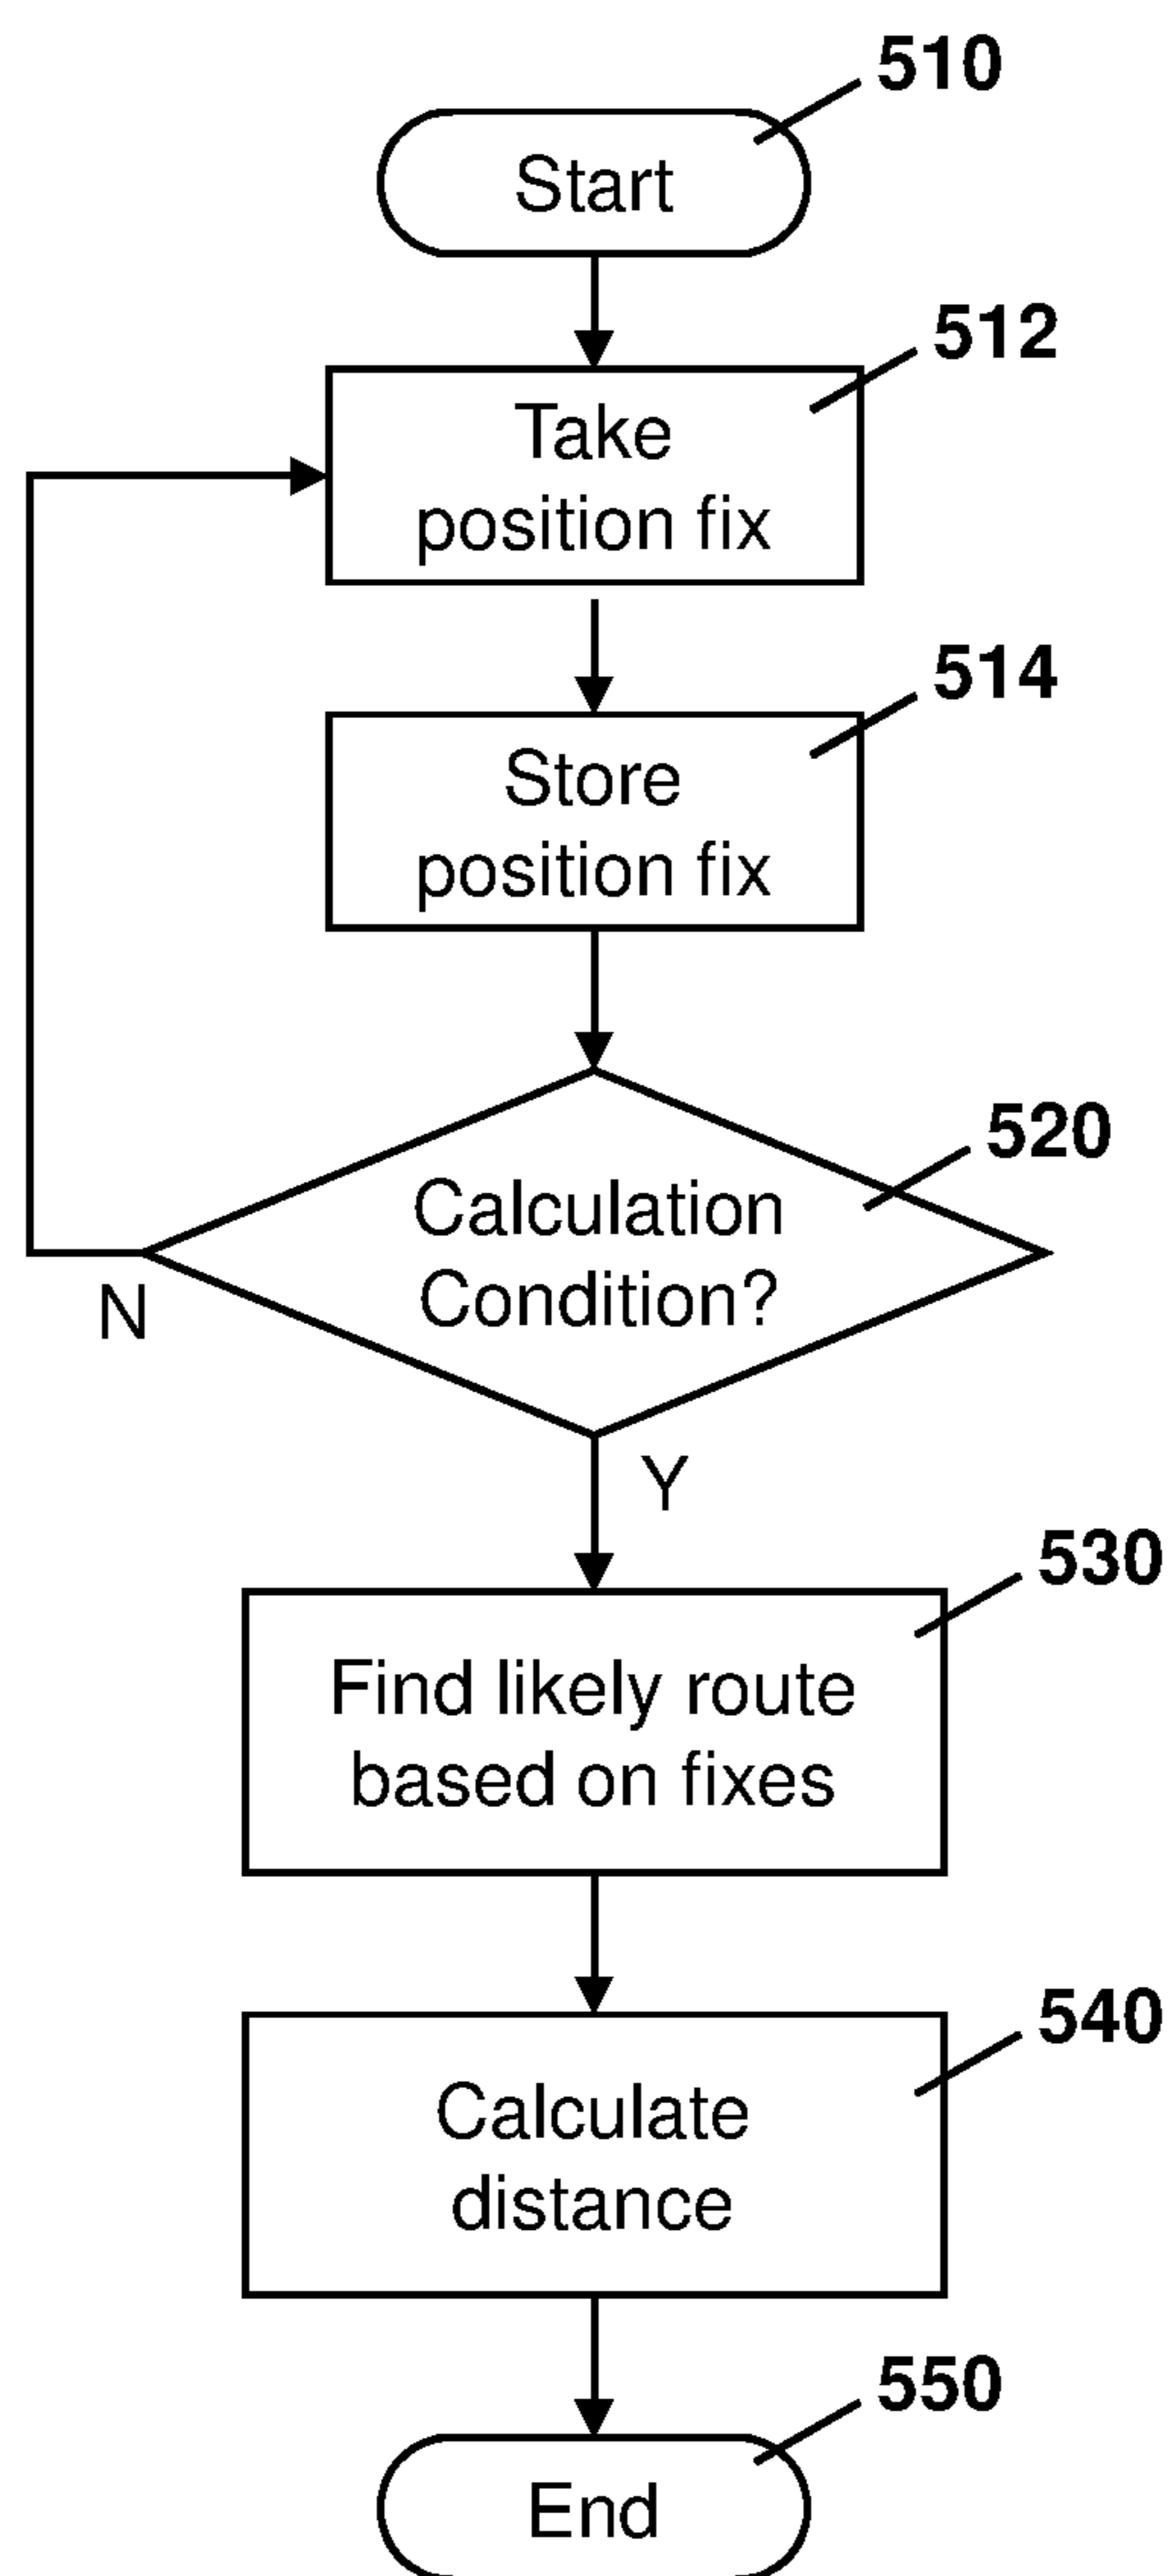 510
Start
512
Take
position fix
514
Store
position fix
520
Calculation
Condition?
N
Y
530
Find likely route
based on fixes
540
Calculate
distance
550
End